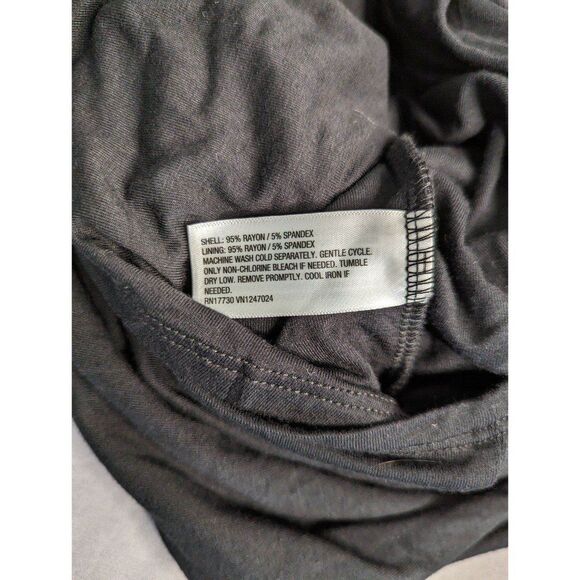 SHELL: 95% RAYON / 5% SPANDEX
LINING: 95% RAYON / 5% SPANDEX
MACHINE WASH COLD SEPARATELY. GENTLE CYCLE.
ONLY NON-CHLORINE BLEACH IF NEEDED. TUMBLE
DRY LOW. REMOVE PROMPTLY. COOL IRON IF
NEEDED.
RN17730 VN1247024